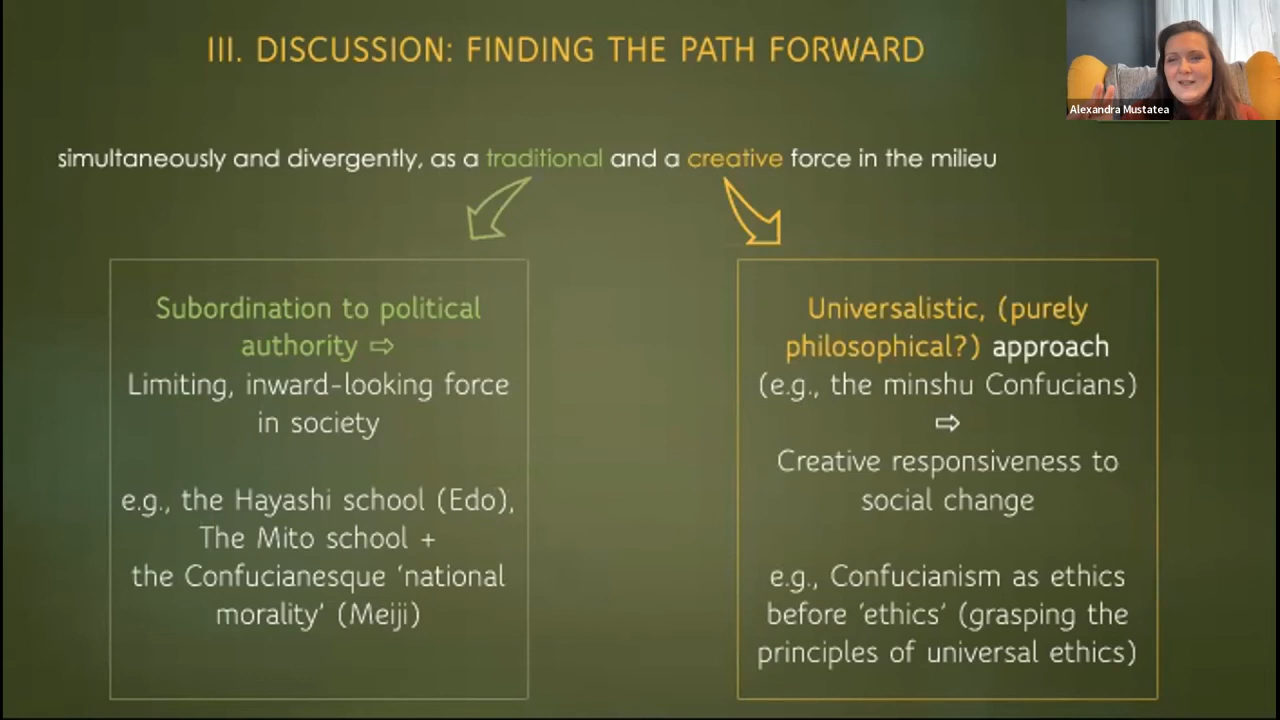 III. DISCUSSION: FINDING THE PATH FORWARD
Alexandra Mustatea
simultaneously and divergently, as a traditional and a creative force in the milieu
Subordination to political
authority ⇨
Limiting, inward-looking force
in society
e.g., the Hayashi school (Edo),
The Mito school +
the Confucianesque ‘national
morality’ (Meiji)
Universalistic, (purely
philosophical?) approach
(e.g., the minshu Confucians)
⇨
Creative responsiveness to
social change
e.g., Confucianism as ethics
before ‘ethics’ (grasping the
principles of universal ethics)